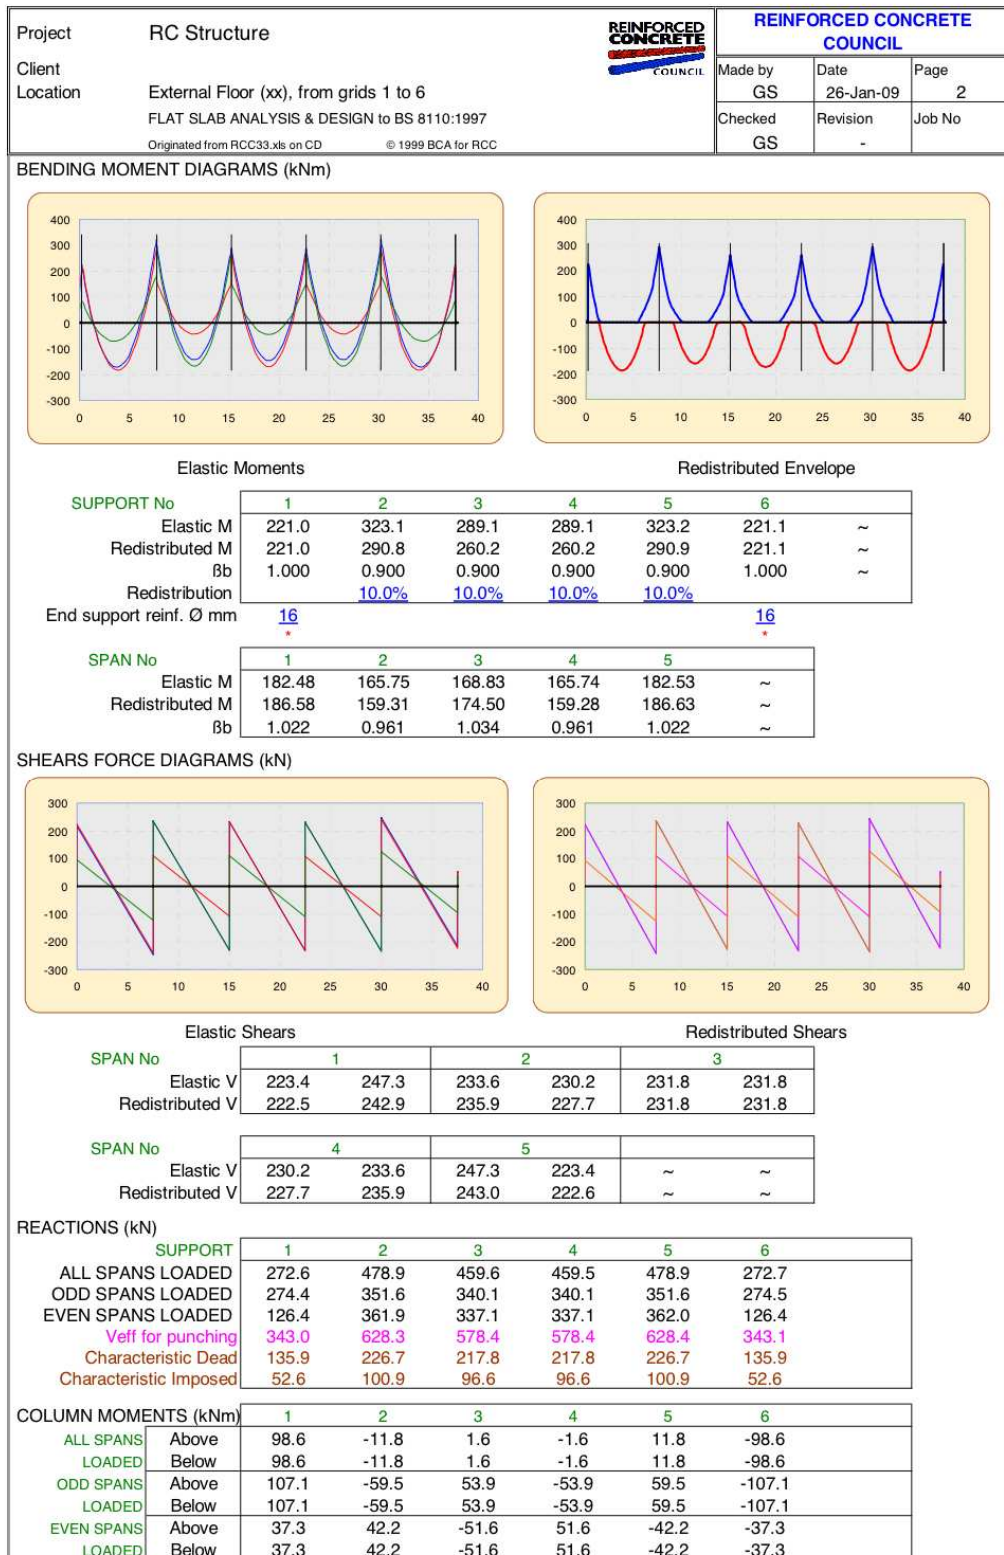 Project RC Structure
REINFORCED
CONCRETE
COUNCIL
REINFORCED CONCRETE
COUNCIL
Client
Made by Date Page
Location External Floor (xx), from grids 1 to 6
GS 26-Jan-09 2
FLAT SLAB ANALYSIS & DESIGN to BS 8110:1997
Checked Revision Job No
Originated from RCC33.xls on CD © 1999 BCA for RCC
GS -
BENDING MOMENT DIAGRAMS (kNm)
400
300
200
100
0
-100
-200
-300
0 5 10 15 20 25 30 35 40
400
300
200
100
0
-100
-200
-300
0 5 10 15 20 25 30 35 40
Elastic Moments Redistributed Envelope
SUPPORT No 1 2 3 4 5 6
Elastic M 221.0 323.1 289.1 289.1 323.2 221.1 ~
Redistributed M 221.0 290.8 260.2 260.2 290.9 221.1 ~
ßb 1.000 0.900 0.900 0.900 0.900 1.000 ~
Redistribution 10.0% 10.0% 10.0% 10.0%
End support reinf. Ø mm 16 16
* *
SPAN No 1 2 3 4 5
Elastic M 182.48 165.75 168.83 165.74 182.53 ~
Redistributed M 186.58 159.31 174.50 159.28 186.63 ~
ßb 1.022 0.961 1.034 0.961 1.022 ~
SHEARS FORCE DIAGRAMS (kN)
300
200
100
0
-100
-200
-300
0 5 10 15 20 25 30 35 40
300
200
100
0
-100
-200
-300
0 5 10 15 20 25 30 35 40
Elastic Shears Redistributed Shears
SPAN No 1 2 3
Elastic V 223.4 247.3 233.6 230.2 231.8 231.8
Redistributed V 222.5 242.9 235.9 227.7 231.8 231.8
SPAN No 4 5
Elastic V 230.2 233.6 247.3 223.4 ~ ~
Redistributed V 227.7 235.9 243.0 222.6 ~ ~
REACTIONS (kN)
SUPPORT 1 2 3 4 5 6
ALL SPANS LOADED 272.6 478.9 459.6 459.5 478.9 272.7
ODD SPANS LOADED 274.4 351.6 340.1 340.1 351.6 274.5
EVEN SPANS LOADED 126.4 361.9 337.1 337.1 362.0 126.4
Veff for punching 343.0 628.3 578.4 578.4 628.4 343.1
Characteristic Dead 135.9 226.7 217.8 217.8 226.7 135.9
Characteristic Imposed 52.6 100.9 96.6 96.6 100.9 52.6
COLUMN MOMENTS (kNm) 1 2 3 4 5 6
ALL SPANS Above 98.6 -11.8 1.6 -1.6 11.8 -98.6
LOADED Below 98.6 -11.8 1.6 -1.6 11.8 -98.6
ODD SPANS Above 107.1 -59.5 53.9 -53.9 59.5 -107.1
LOADED Below 107.1 -59.5 53.9 -53.9 59.5 -107.1
EVEN SPANS Above 37.3 42.2 -51.6 51.6 -42.2 -37.3
LOADED Below 37.3 42.2 -51.6 51.6 -42.2 -37.3